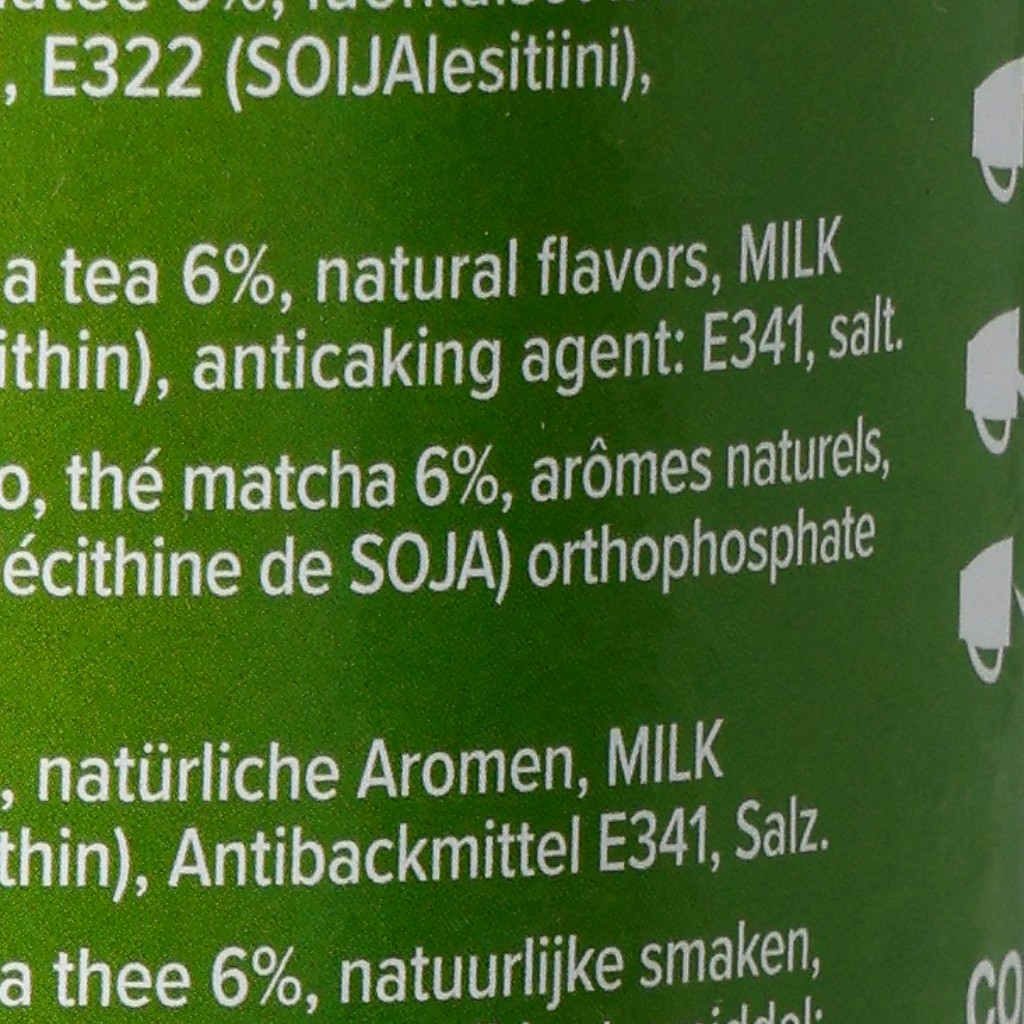 , E322 (SOIJAlesitiini),
a tea 6%, natural flavors, MILK
ithin), anticaking agent: E341, salt.
o, thé matcha 6%, arômes naturels,
écithine de SOJA) orthophosphate
, natürliche Aromen, MILK
thin), Antibackmittel E341, Salz.
a thee 6%, natuurlijke smaken,
CO